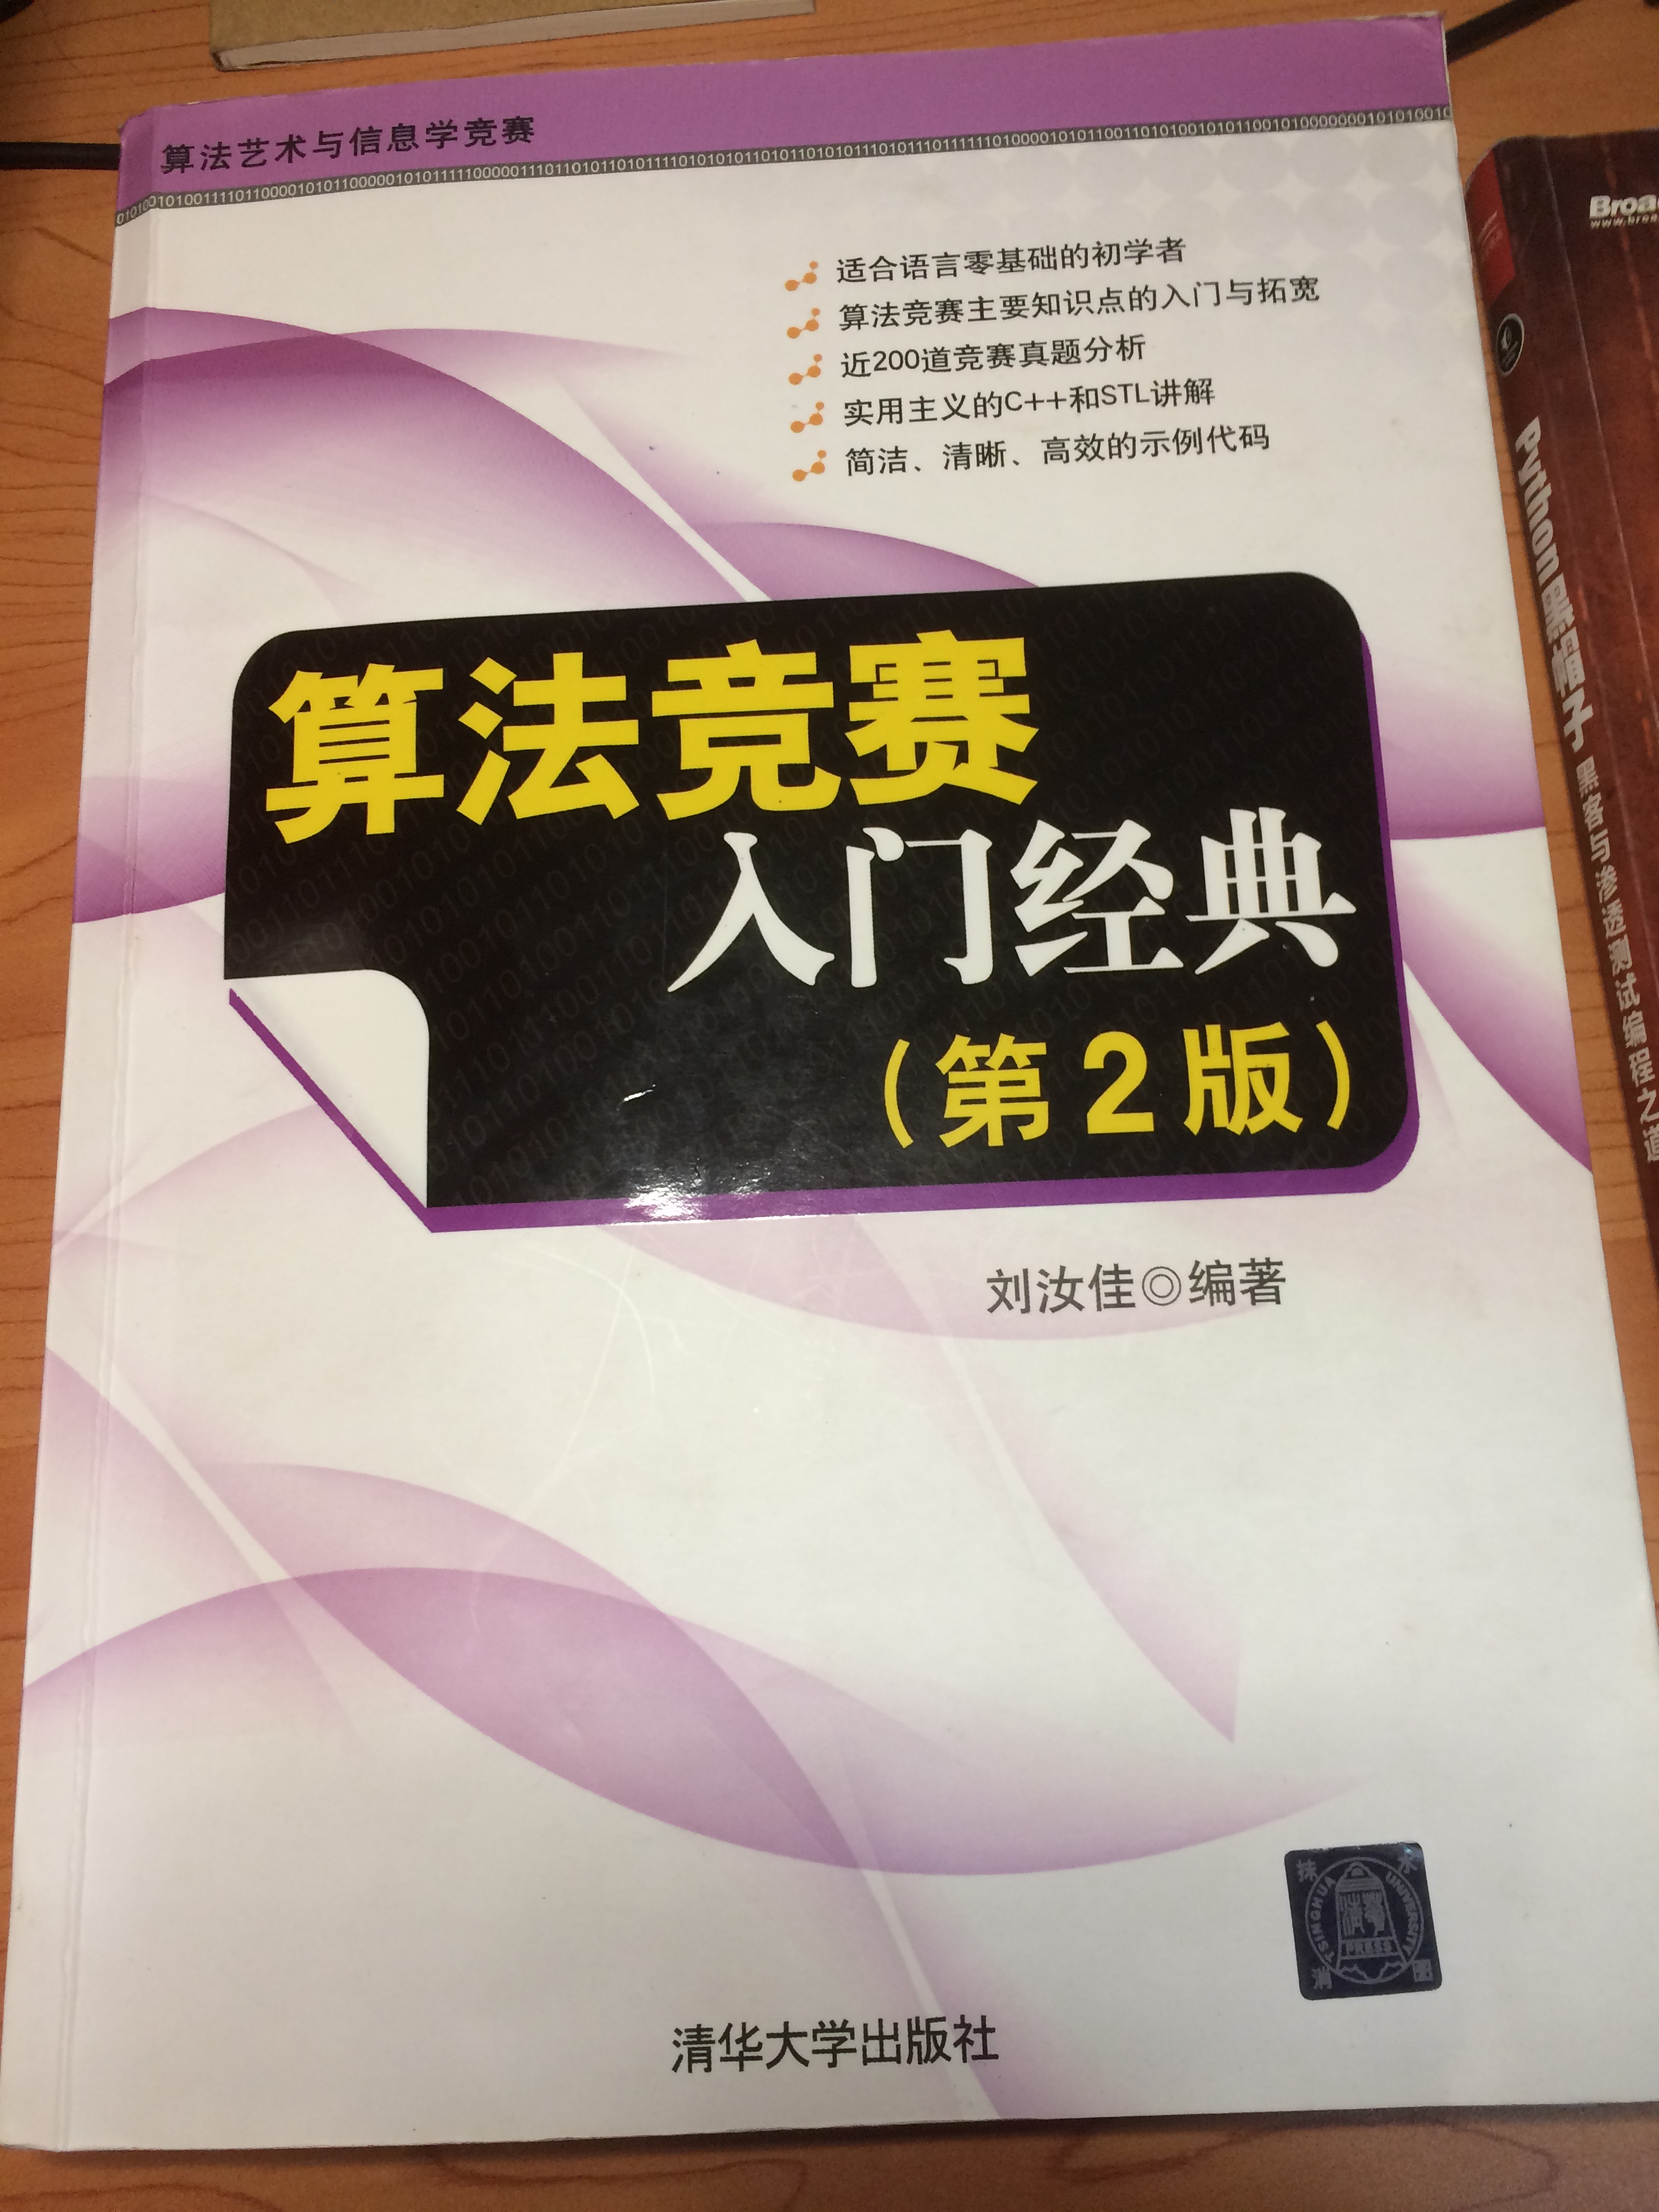 算法艺术与信息学竞赛
适合语言零基础的初学者
算法竞赛主要知识点的入门与拓宽
近200道竞赛真题分析
实用主义的C++和STL讲解
简洁、清晰、高效的示例代码
算法竞赛
入门经典
(第2版)
刘汝佳◎编著
清华大学出版社
TSINGHUA UNIVERSITY
PRESS
Python黑帽子 黑客与渗透测试编程之道